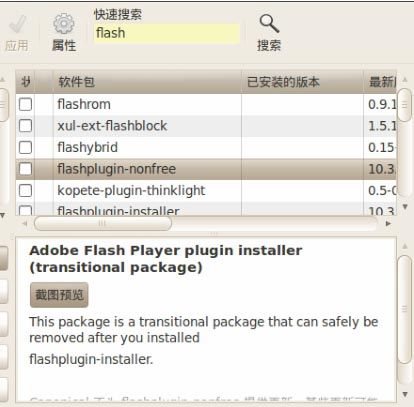 快速搜索
flash
应用
属性
搜索
软件包
已安装的版本
最新
flashrom
0.9.1
xul-ext-flashblock
1.5.1
flashybrid
0.15-
flashplugin-nonfree
10.3.
kopete-plugin-thinklight
0.5-0
flashplugin-installer
10.3
Adobe Flash Player plugin installer
(transitional package)
截图预览
This package is a transitional package that can safely be
removed after you installed
flashplugin-installer.